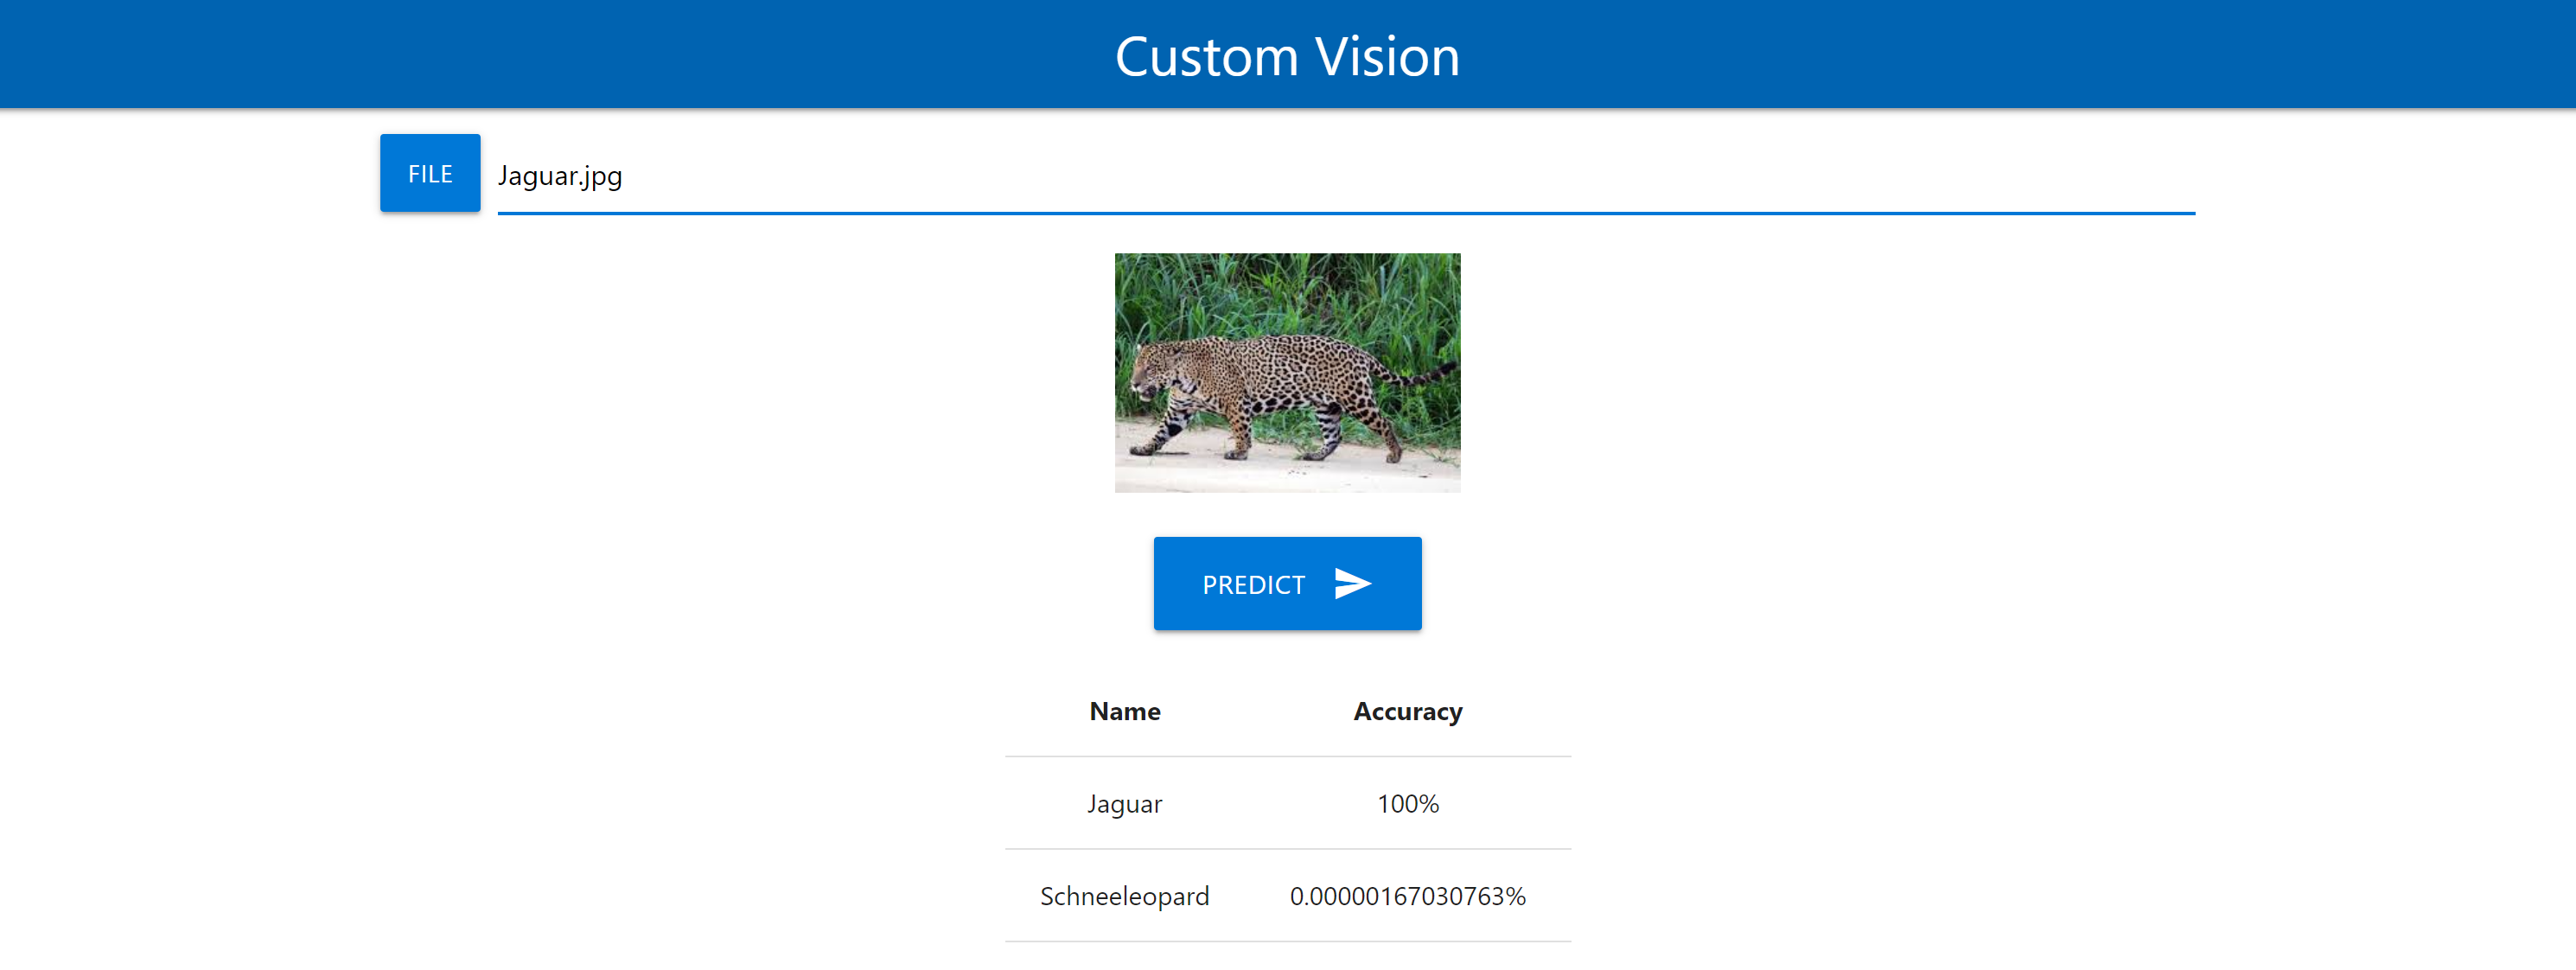 Custom Vision
FILE
Jaguar.jpg
PREDICT
Name Accuracy
Jaguar 100%
Schneeleopard 0.00000167030763%